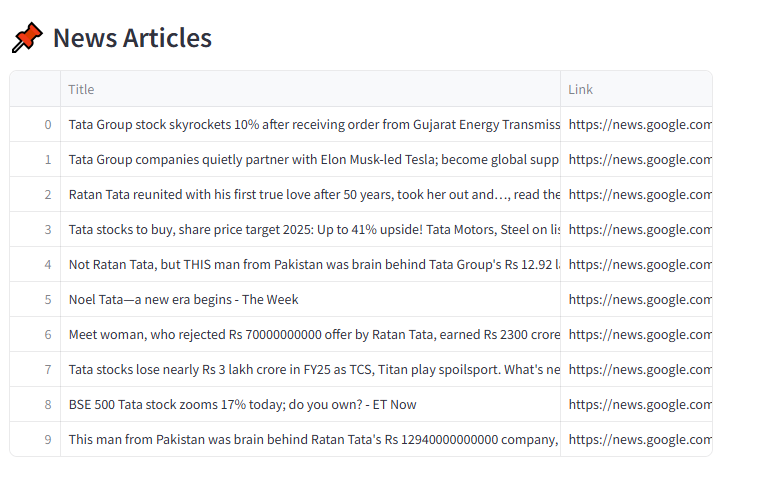 News Articles
Title Link
0 Tata Group stock skyrockets 10% after receiving order from Gujarat Energy Transmiss https://news.google.com
1 Tata Group companies quietly partner with Elon Musk-led Tesla; become global supp https://news.google.com
2 Ratan Tata reunited with his first true love after 50 years, took her out and…, read the https://news.google.com
3 Tata stocks to buy, share price target 2025: Up to 41% upside! Tata Motors, Steel on lis https://news.google.com
4 Not Ratan Tata, but THIS man from Pakistan was brain behind Tata Group's Rs 12.92 l https://news.google.com
5 Noel Tata—a new era begins - The Week https://news.google.com
6 Meet woman, who rejected Rs 70000000000 offer by Ratan Tata, earned Rs 2300 crore https://news.google.com
7 Tata stocks lose nearly Rs 3 lakh crore in FY25 as TCS, Titan play spoilsport. What's ne https://news.google.com
8 BSE 500 Tata stock zooms 17% today; do you own? - ET Now https://news.google.com
9 This man from Pakistan was brain behind Ratan Tata's Rs 12940000000000 company, https://news.google.com